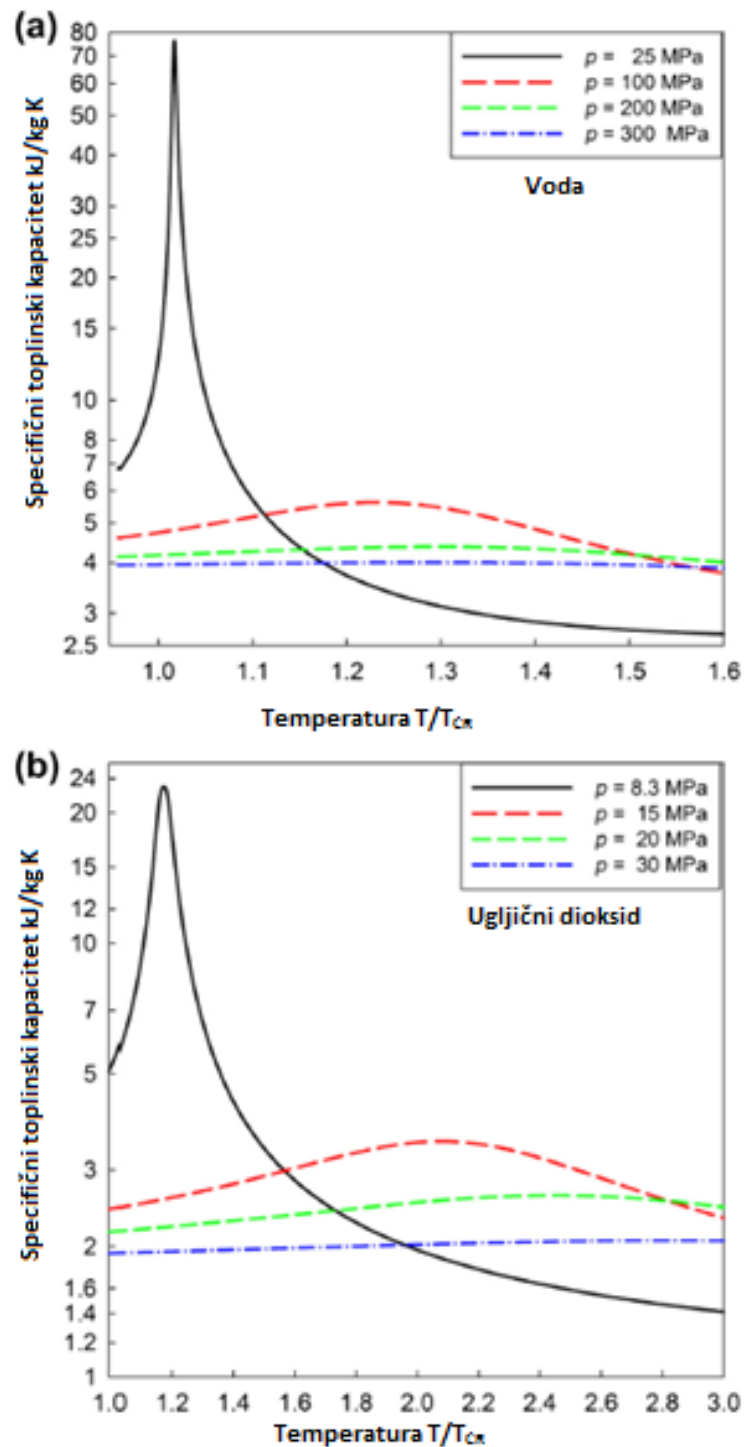 (a)
Specifični toplinski kapacitet kJ/kg K
80
70
60
50
40
30
25
20
15
10
8
7
6
5
4
3
2.5
p = 25 MPa
p = 100 MPa
p = 200 MPa
p = 300 MPa
Voda
1.0 1.1 1.2 1.3 1.4 1.5 1.6
Temperatura T/TCR
(b)
Specifični toplinski kapacitet kJ/kg K
24
20
15
12
10
7
5
3
2
1.6
1.4
1.2
1
p = 8.3 MPa
p = 15 MPa
p = 20 MPa
p = 30 MPa
Ugljični dioksid
1.0 1.2 1.4 1.6 1.8 2.0 2.2 2.4 2.6 2.8 3.0
Temperatura T/TCR